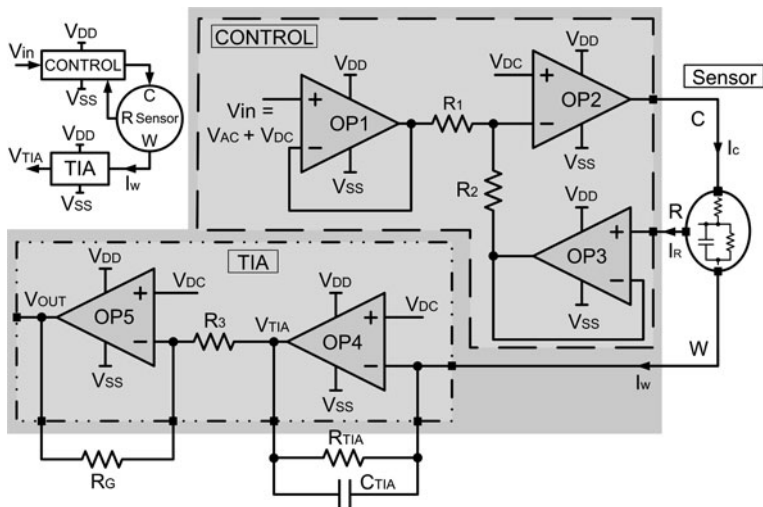 VDD
Vin
CONTROL
VSS
C
R Sensor
W
VDD
VTIA
TIA
VSS
IW
CONTROL
Vin =
VAC + VDC
VDD
OP1
VSS
R1
R2
VDC
VDD
OP2
VSS
VDD
OP3
VSS
Sensor
C
IC
R
IR
W
IW
TIA
VOUT
VDD
OP5
VSS
VDC
R3
VTIA
VDD
OP4
VSS
VDC
RG
RTIA
CTIA